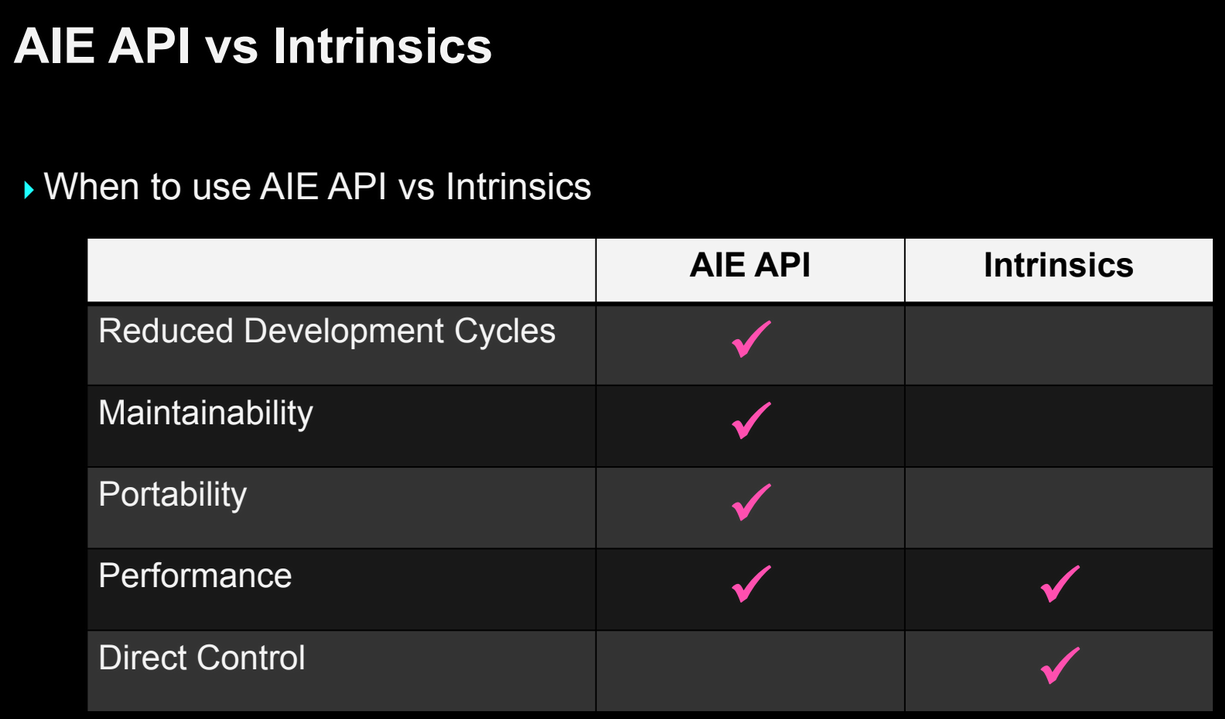 AIE API vs Intrinsics
When to use AIE API vs Intrinsics
AIE API Intrinsics
Reduced Development Cycles ✓
Maintainability ✓
Portability ✓
Performance ✓ ✓
Direct Control ✓